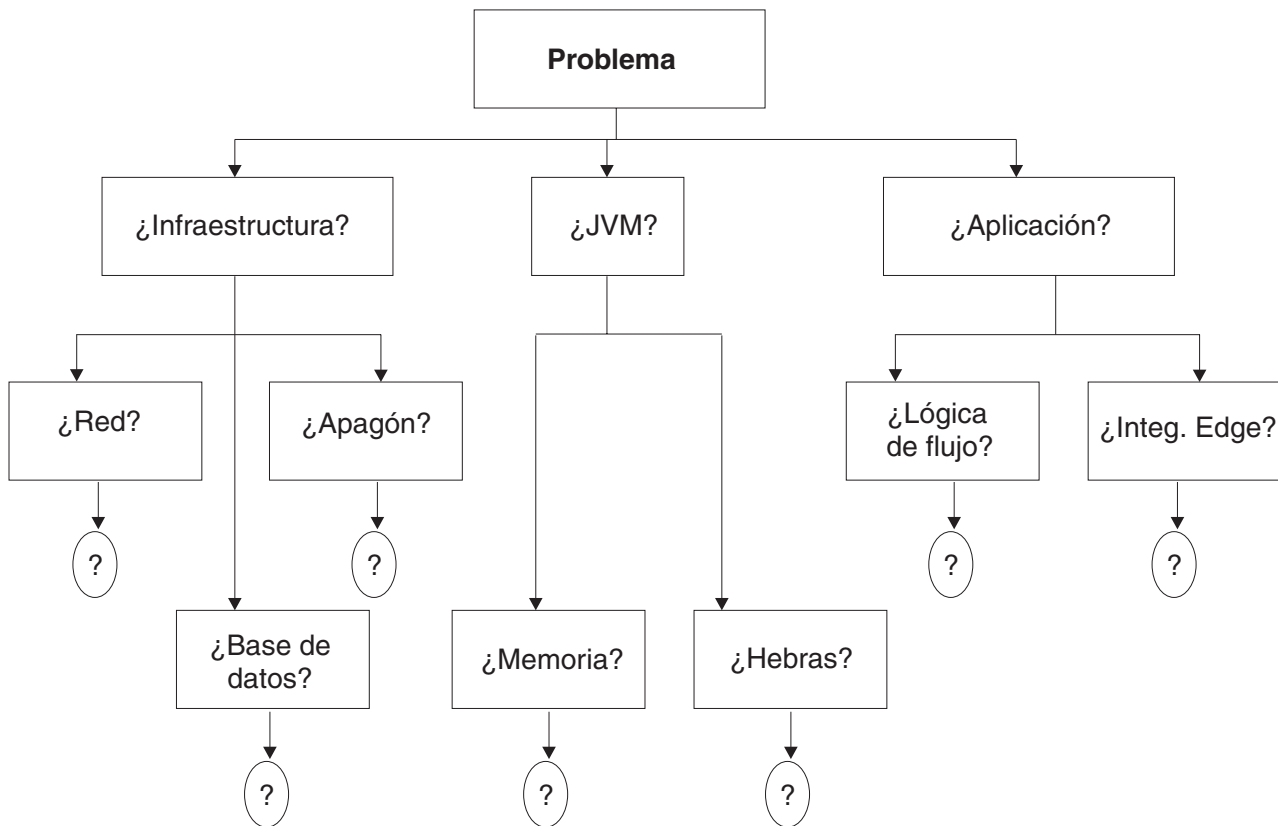 Problema
¿Infraestructura?
¿JVM?
¿Aplicación?
¿Red?
¿Apagón?
¿Lógica
de flujo?
¿Integ. Edge?
?
?
?
?
¿Base de
datos?
¿Memoria?
¿Hebras?
?
?
?